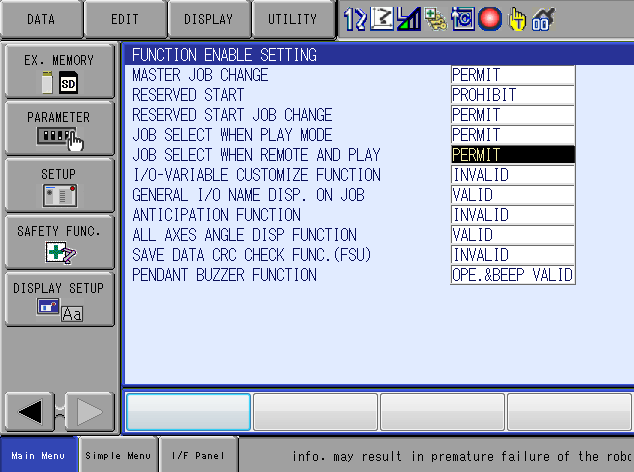 DATA EDIT DISPLAY UTILITY
EX. MEMORY
SD
PARAMETER
SETUP
SAFETY FUNC.
DISPLAY SETUP
Aa
FUNCTION ENABLE SETTING
MASTER JOB CHANGE PERMIT
RESERVED START PROHIBIT
RESERVED START JOB CHANGE PERMIT
JOB SELECT WHEN PLAY MODE PERMIT
JOB SELECT WHEN REMOTE AND PLAY PERMIT
I/O-VARIABLE CUSTOMIZE FUNCTION INVALID
GENERAL I/O NAME DISP. ON JOB VALID
ANTICIPATION FUNCTION INVALID
ALL AXES ANGLE DISP FUNCTION VALID
SAVE DATA CRC CHECK FUNC.(FSU) INVALID
PENDANT BUZZER FUNCTION OPE.&BEEP VALID
Main Menu Simple Menu I/F Panel info. may result in premature failure of the robo